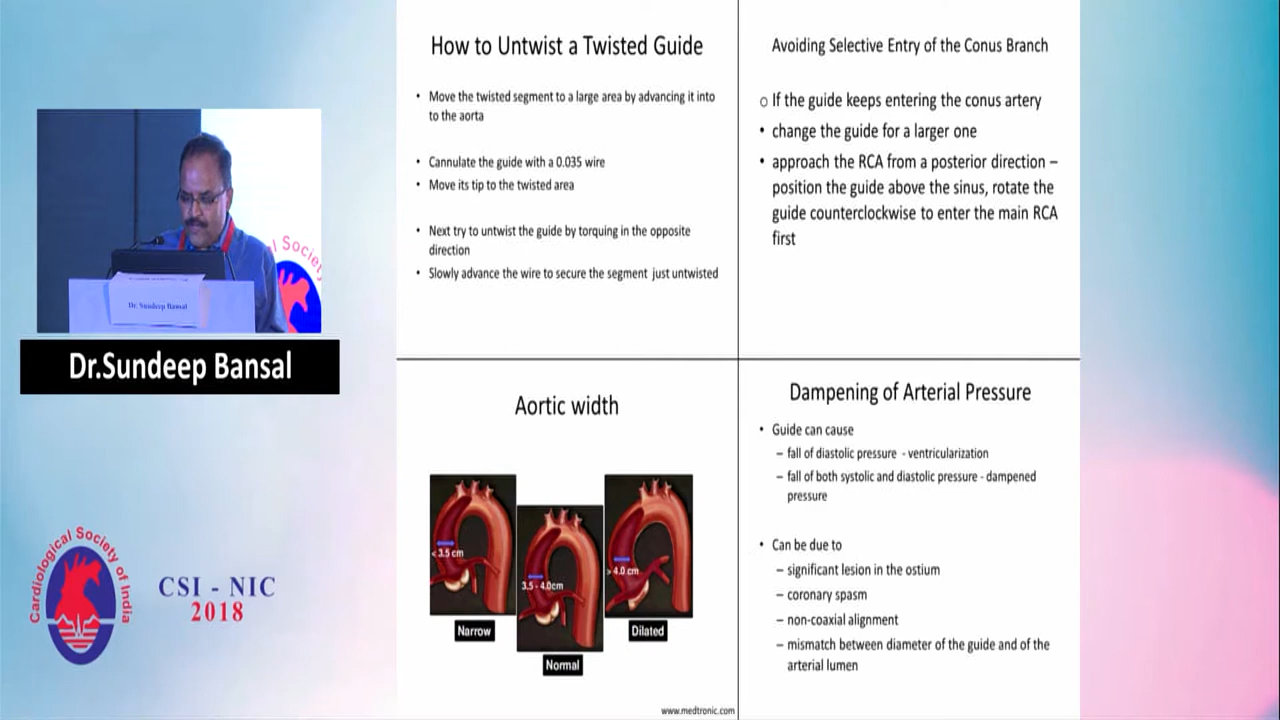 How to Untwist a Twisted Guide
• Move the twisted segment to a large area by advancing it into
to the aorta
• Cannulate the guide with a 0.035 wire
• Move its tip to the twisted area
• Next try to untwist the guide by torquing in the opposite
direction
• Slowly advance the wire to secure the segment just untwisted
Avoiding Selective Entry of the Conus Branch
o If the guide keeps entering the conus artery
• change the guide for a larger one
• approach the RCA from a posterior direction –
position the guide above the sinus, rotate the
guide counterclockwise to enter the main RCA
first
Aortic width
< 3.5 cm
3.5 - 4.0cm
> 4.0 cm
Narrow
Normal
Dilated
www.medtronic.com
Dampening of Arterial Pressure
• Guide can cause
– fall of diastolic pressure - ventricularization
– fall of both systolic and diastolic pressure - dampened
pressure
• Can be due to
– significant lesion in the ostium
– coronary spasm
– non-coaxial alignment
– mismatch between diameter of the guide and of the
arterial lumen
l Society
Dr. Sundeep Bansal
Dr.Sundeep Bansal
Cardiological Society of India
CSI - NIC
2018